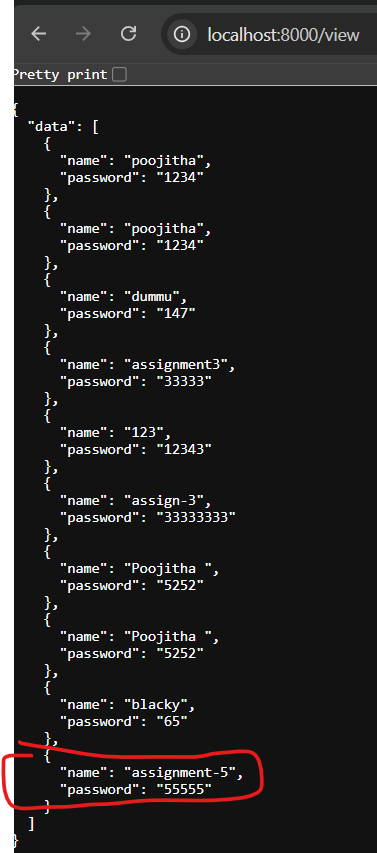 localhost:8000/view
Pretty print
{
"data": [
{
"name": "poojitha",
"password": "1234"
},
{
"name": "poojitha",
"password": "1234"
},
{
"name": "dummu",
"password": "147"
},
{
"name": "assignment3",
"password": "33333"
},
{
"name": "123",
"password": "12343"
},
{
"name": "assign-3",
"password": "33333333"
},
{
"name": "Poojitha ",
"password": "5252"
},
{
"name": "Poojitha ",
"password": "5252"
},
{
"name": "blacky",
"password": "65"
},
{
"name": "assignment-5",
"password": "55555"
}
]
}